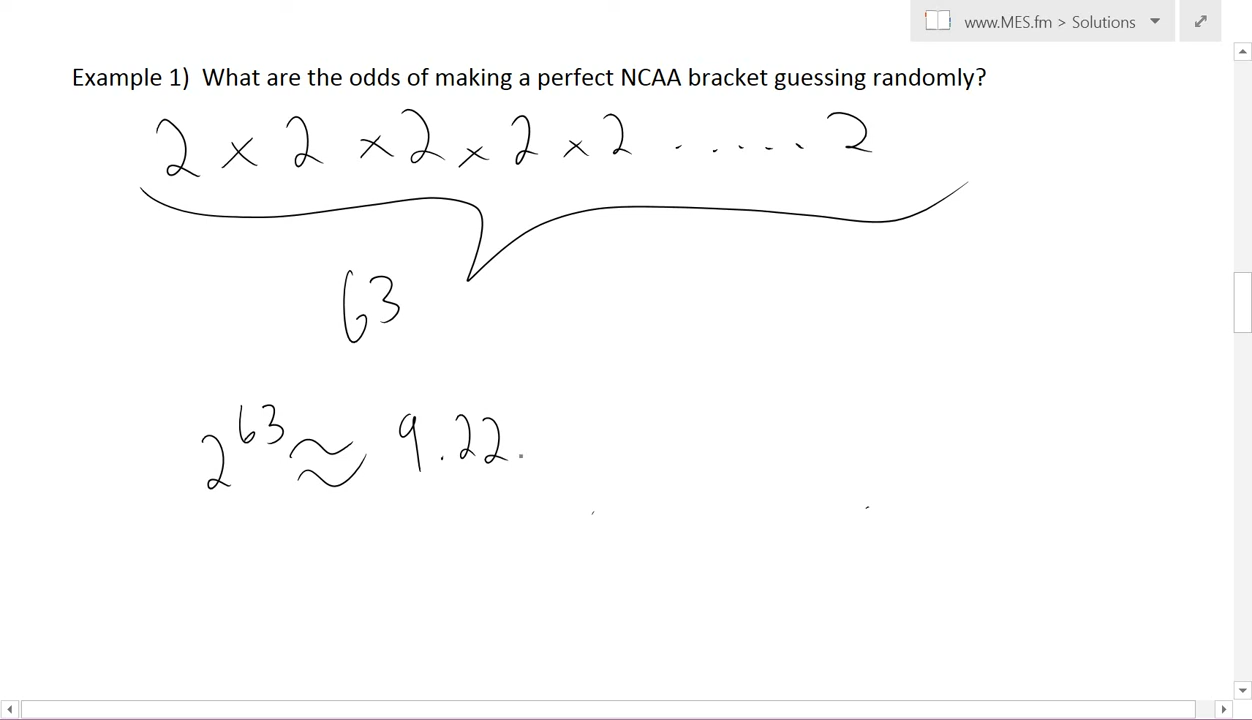 www.MES.fm > Solutions
Example 1) What are the odds of making a perfect NCAA bracket guessing randomly?
2 × 2 × 2 × 2 × 2 ..... 2
63
2^63 ≈ 9.22